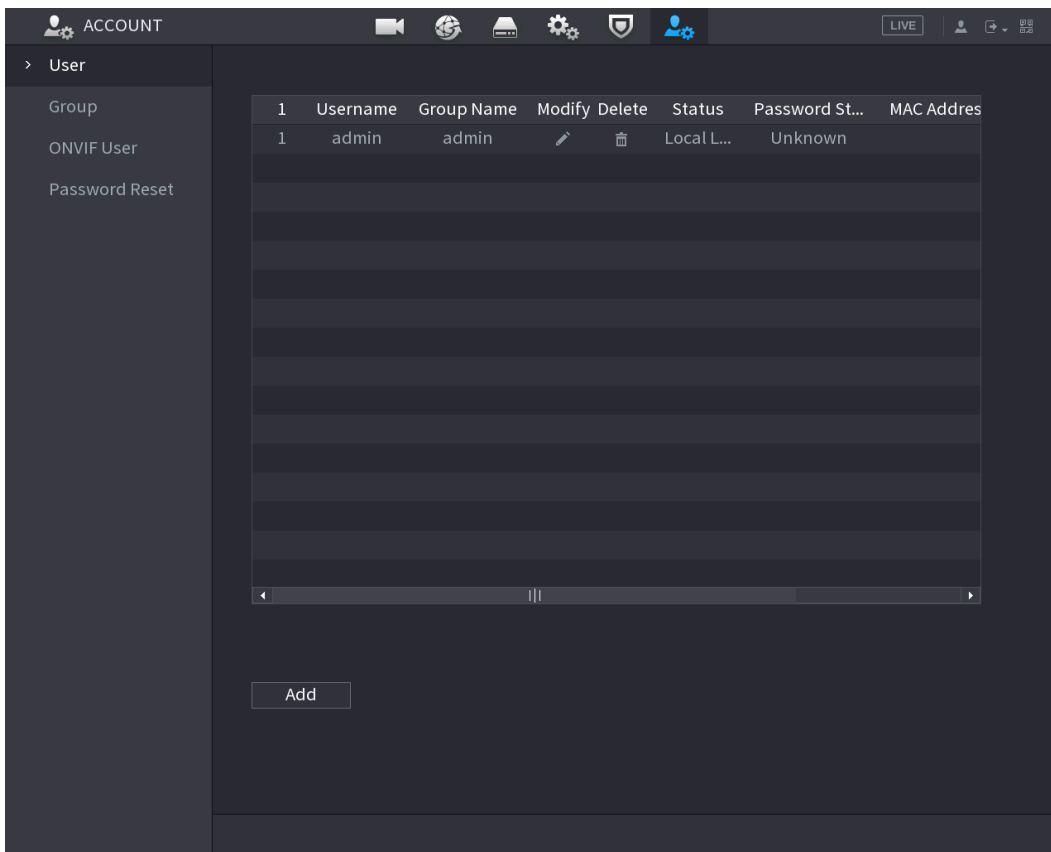 ACCOUNT LIVE
User
Group
ONVIF User
Password Reset
1 Username Group Name Modify Delete Status Password St... MAC Addres
1 admin admin Local L... Unknown
Add